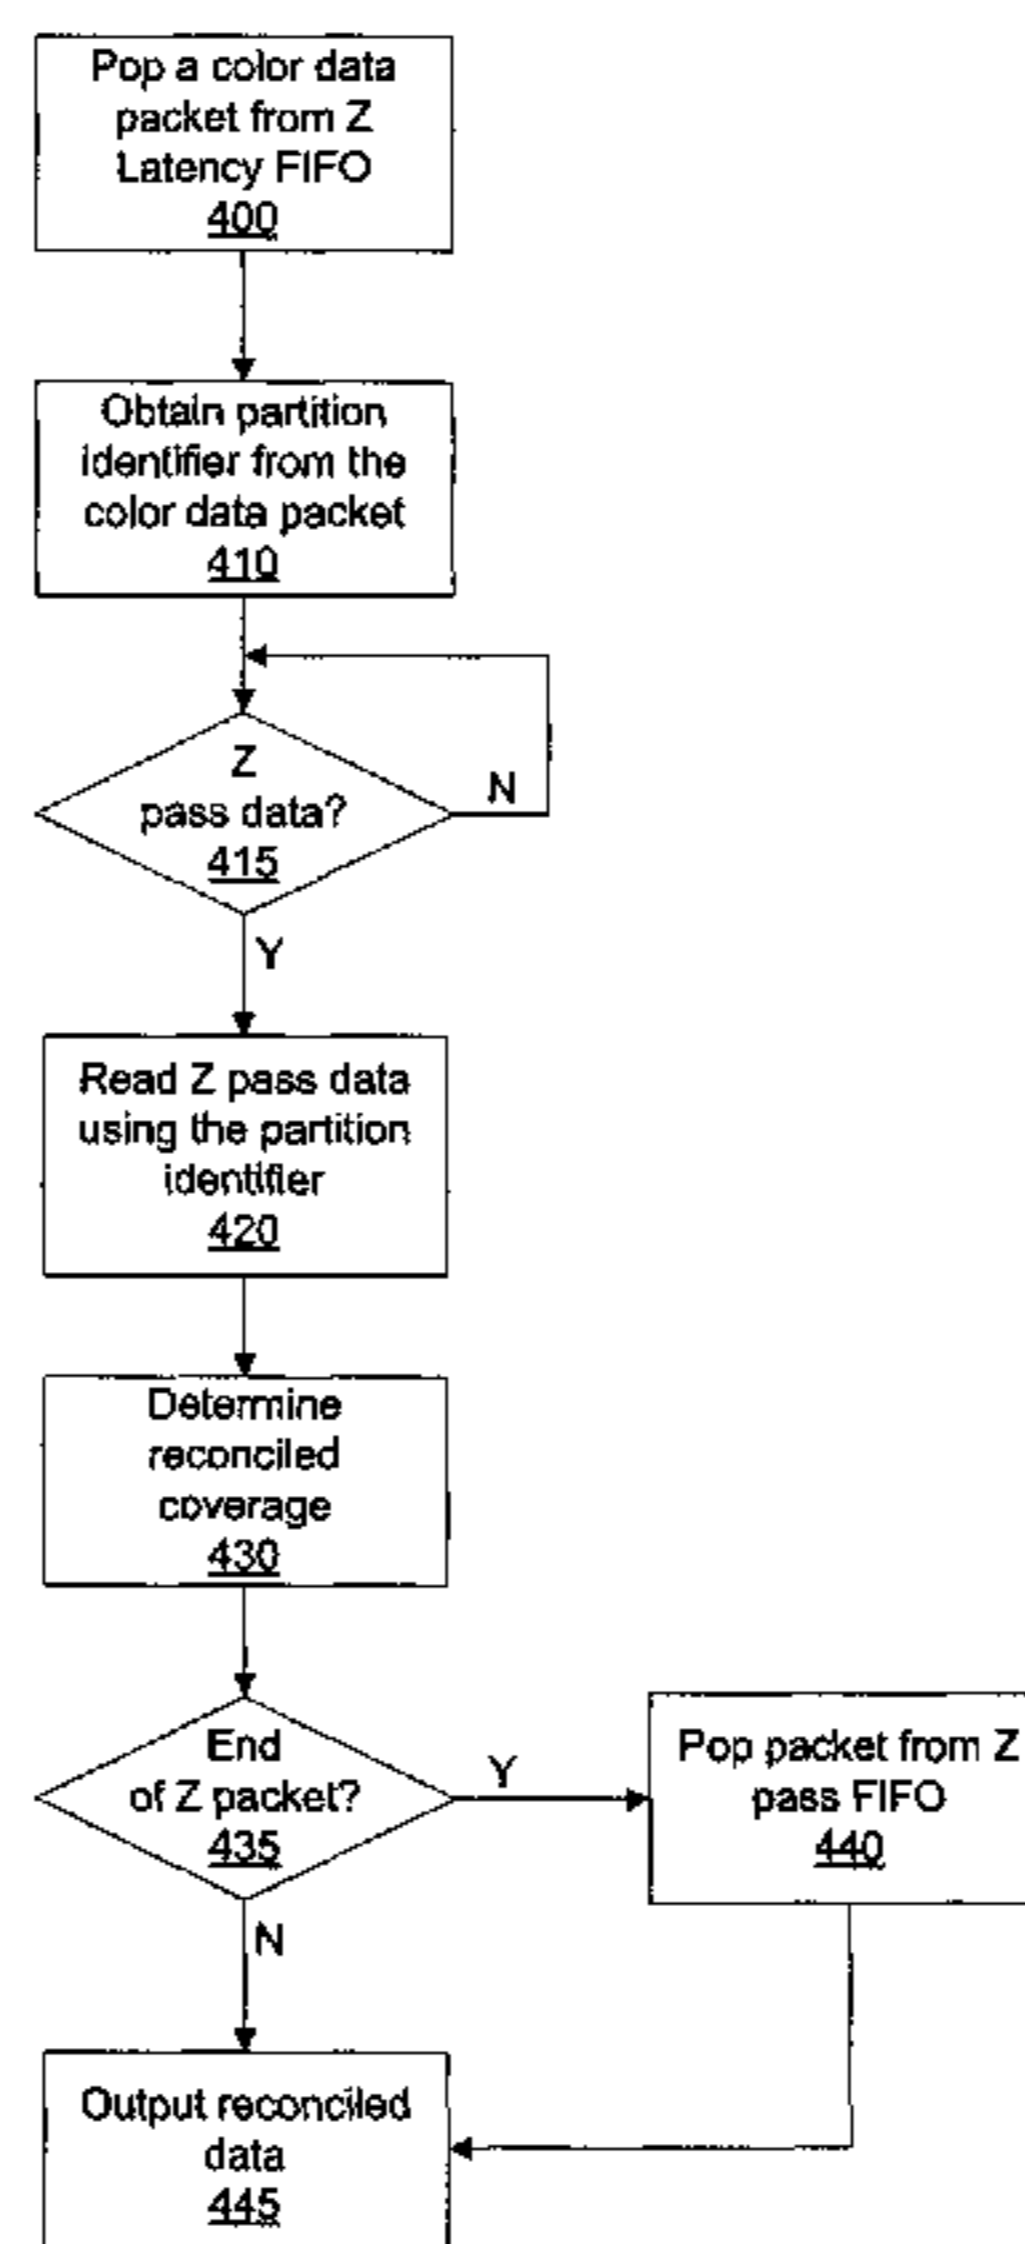 Pop a color data
packet from Z
Latency FIFO
400
Obtain partition
identifier from the
color data packet
410
Z
pass data?
415
N
Y
Read Z pass data
using the partition
identifier
420
Determine
reconciled
coverage
430
End
of Z packet?
435
Y
Pop packet from Z
pass FIFO
440
N
Output reconciled
data
445